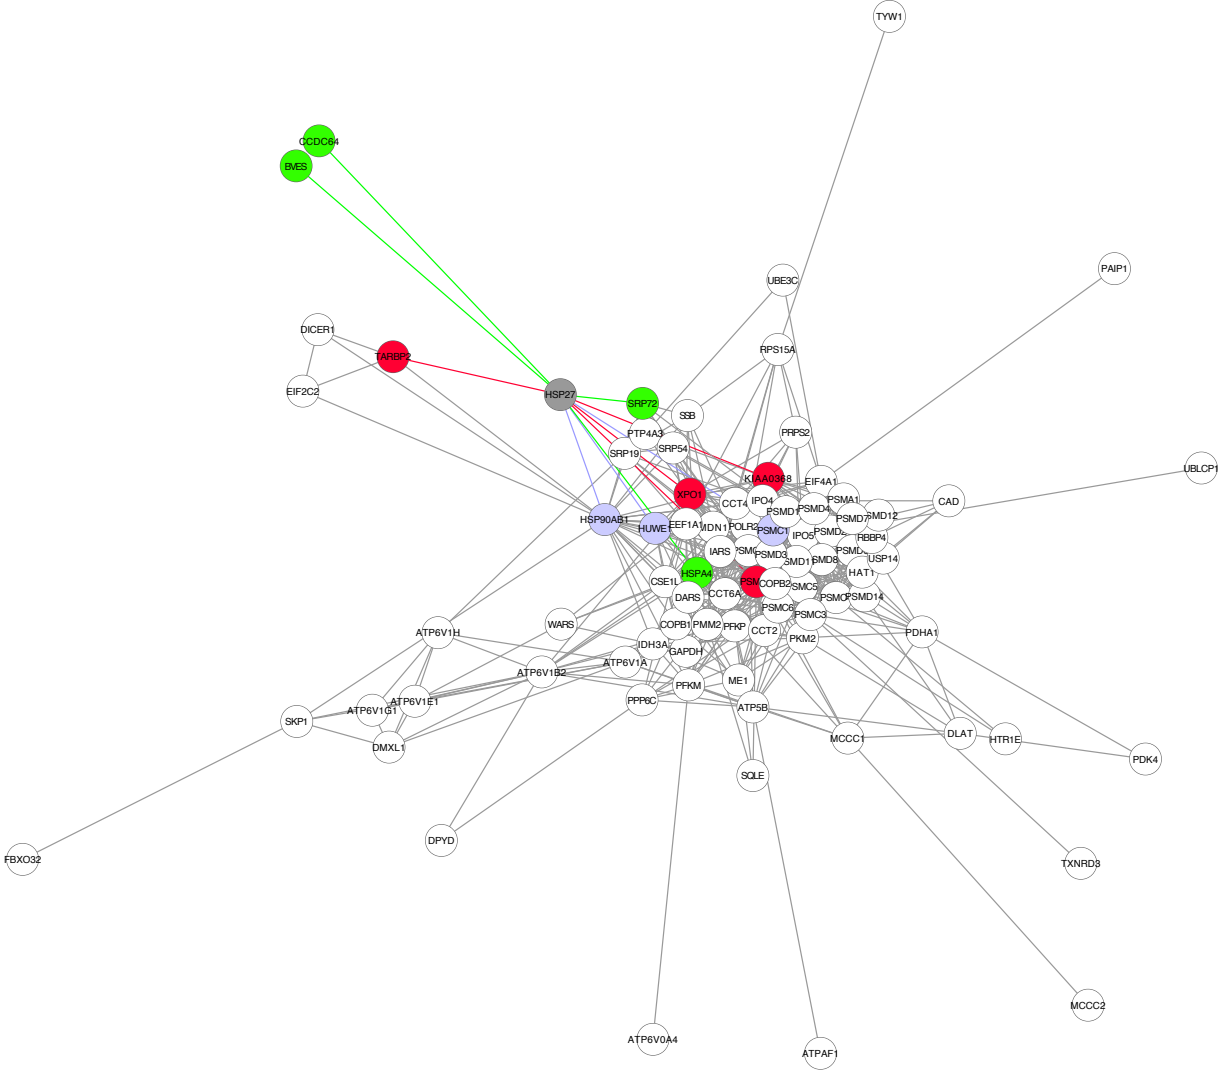 TYW1
CCDC64
BVES
PAIP1
UBE3C
DICER1
RPS15A
TARBP2
EIF2C2
HSP27
SRP72
SSB
PTP4A3
PRPS2
SRP54
SRP19
UBLCP1
KIAA0368
EIF4A1
XPO1
IPO4
PSMA1
CAD
CCT4
PSMD1
PSMD4
PSMD7
HSP90AB1
HUWE1
EEF1A1
MDN1
PSMC1
IPO5
RBBP4
IARS
PSMD3
USP14
HSPA4
HAT1
CSE1L
COPB2
DARS
CCT6A
PSMD14
PSMC6
PSMC3
WARS
COPB1
PMM2
PFKP
CCT2
ATP6V1H
PDHA1
PKM2
IDH3A
GAPDH
ATP6V1A
ATP6V1B2
ME1
PFKM
PPP6C
ATP6V1E1
ATP6V1G1
ATP5B
SKP1
DMXL1
MCCC1
DLAT
HTR1E
PDK4
SQLE
DPYD
FBXO32
TXNRD3
MCCC2
ATP6V0A4
ATPAF1